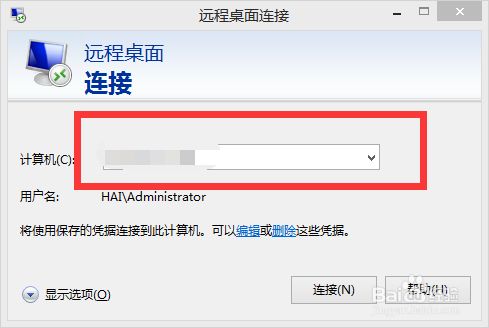 远程桌面连接
远程桌面
连接
计算机(C):
用户名: HAI\Administrator
将使用保存的凭据连接到此计算机。可以编辑或删除这些凭据。
显示选项(O) 连接(N) 帮助(H)
Baidu 经验
jingyan.baidu.com